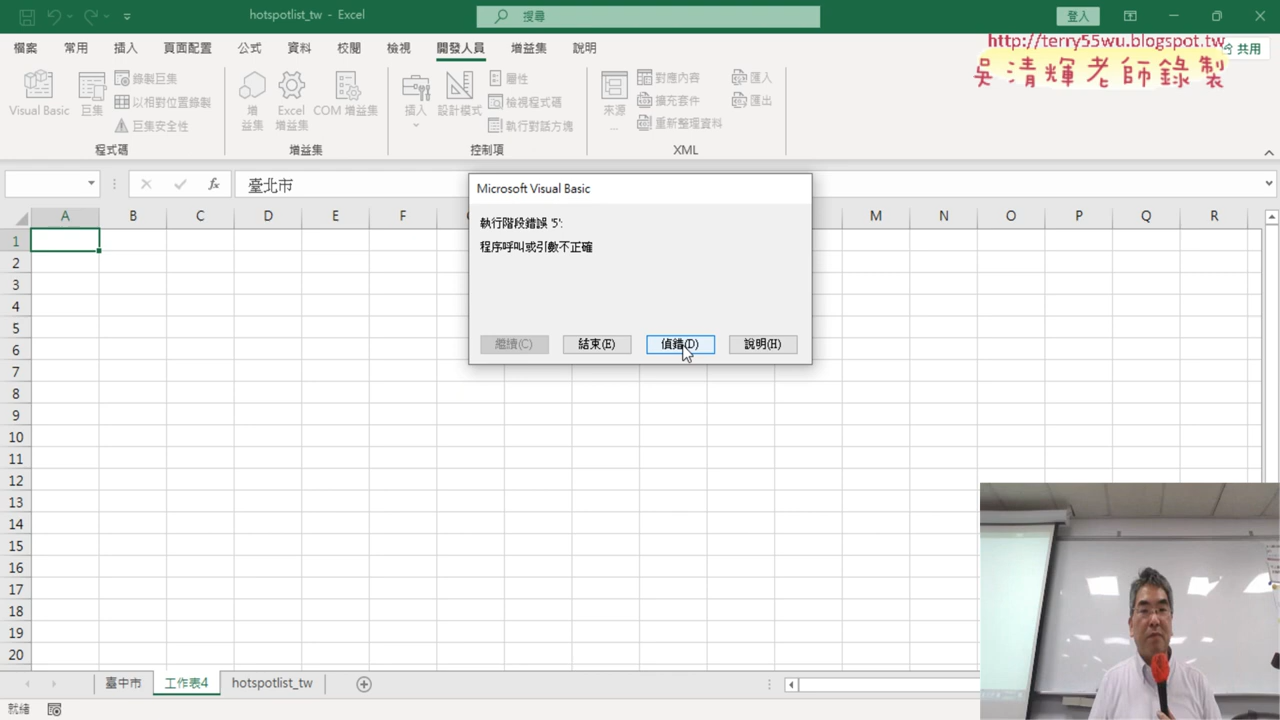 hotspotlist_tw - Excel
搜尋
登入
檔案 常用 插入 頁面配置 公式 資料 校閱 檢視 開發人員 增益集 說明
共用
http://terry55wu.blogspot.tw
吳清輝老師錄製
Visual Basic
巨集
錄製巨集
以相對位置錄製
巨集安全性
程式碼
增益集
Excel 增益集
COM 增益集
增益集
插入
設計模式
屬性
檢視程式碼
執行對話方塊
控制項
來源...
對應內容
擴充套件
重新整理資料
匯入
匯出
XML
fx
臺北市
A B C D E F M N O P Q R
1
2
3
4
5
6
7
8
9
10
11
12
13
14
15
16
17
18
19
20
Microsoft Visual Basic
執行階段錯誤 '5':
程序呼叫或引數不正確
繼續(C) 結束(E) 偵錯(D) 說明(H)
臺中市 工作表4 hotspotlist_tw
就緒